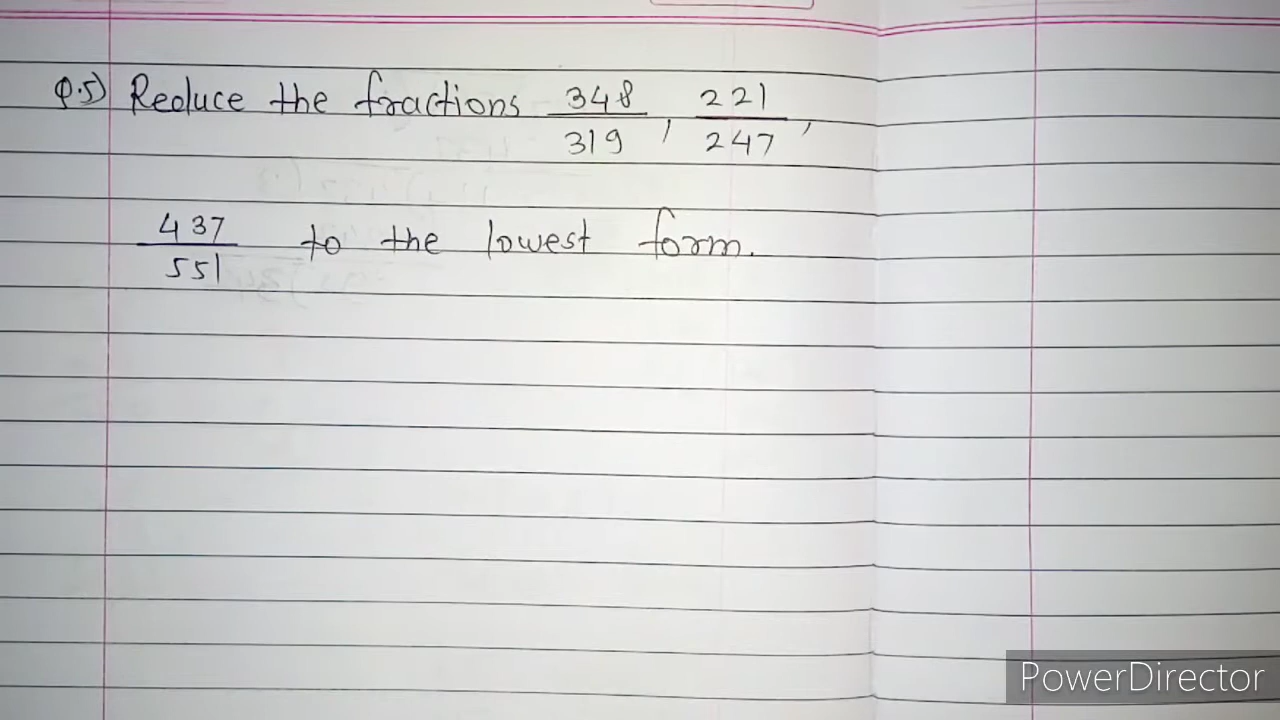 Q.5) Reduce the fractions 348/319, 221/247,
437/551 to the lowest form.
PowerDirector